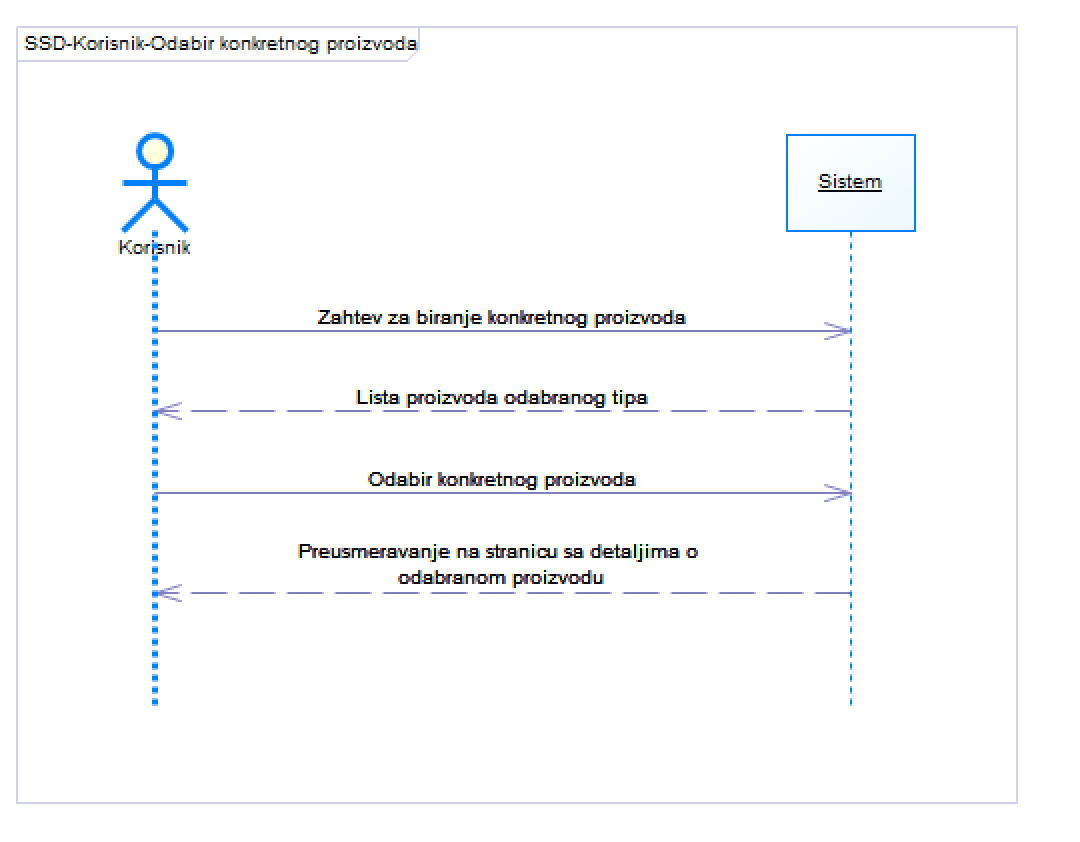 SSD-Korisnik-Odabir konkretnog proizvoda
Sistem
Korisnik
Zahtev za biranje konkretnog proizvoda
Lista proizvoda odabranog tipa
Odabir konkretnog proizvoda
Preusmeravanje na stranicu sa detaljima o
odabranom proizvodu